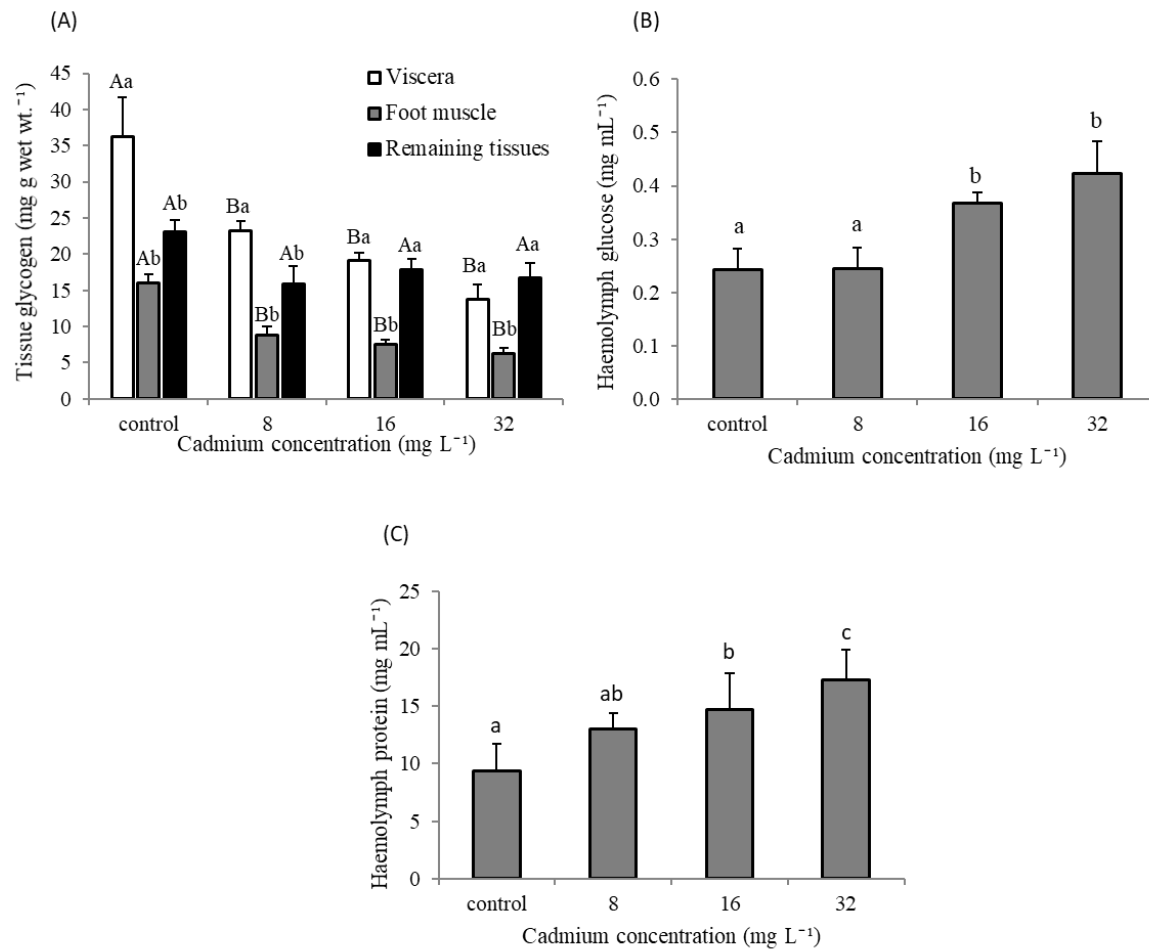 (A)
Tissue glycogen (mg g wet wt.⁻¹)
45
40
35
30
25
20
15
10
5
0
Viscera
Foot muscle
Remaining tissues
Aa
Ab
Ab
Ba
Bb
Ab
Ba
Bb
Aa
Ba
Bb
Aa
control 8 16 32
Cadmium concentration (mg L⁻¹)
(B)
Haemolymph glucose (mg mL⁻¹)
0.6
0.5
0.4
0.3
0.2
0.1
0.0
a
a
b
b
control 8 16 32
Cadmium concentration (mg L⁻¹)
(C)
Haemolymph protein (mg mL⁻¹)
25
20
15
10
5
0
a
ab
b
c
control 8 16 32
Cadmium concentration (mg L⁻¹)